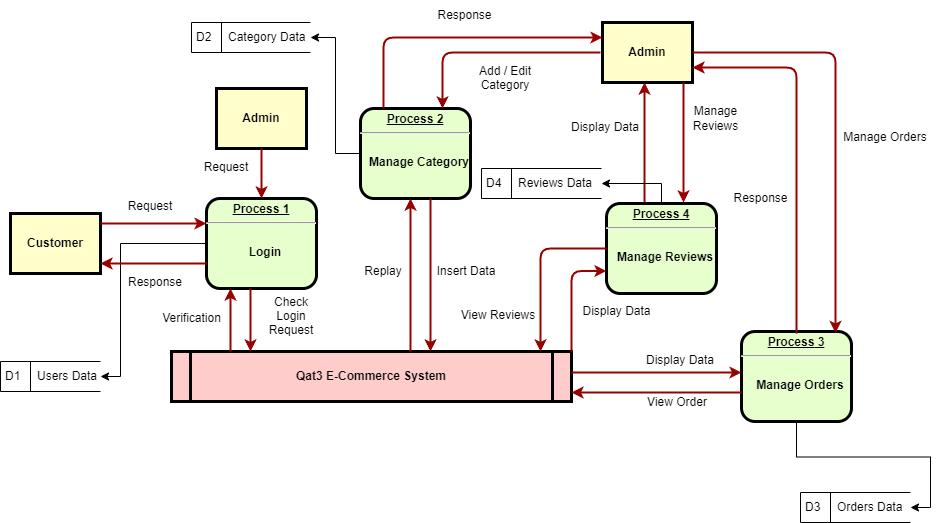 Response
D2 Category Data
Admin
Add / Edit
Category
Admin
Process 2
Manage
Reviews
Display Data
Manage Orders
Manage Category
Request
D4 Reviews Data
Response
Request
Process 1
Process 4
Customer
Login
Manage Reviews
Response
Replay
Insert Data
Verification
Check
Login
Request
View Reviews
Display Data
Process 3
D1 Users Data
Qat3 E-Commerce System
Display Data
Manage Orders
View Order
D3 Orders Data